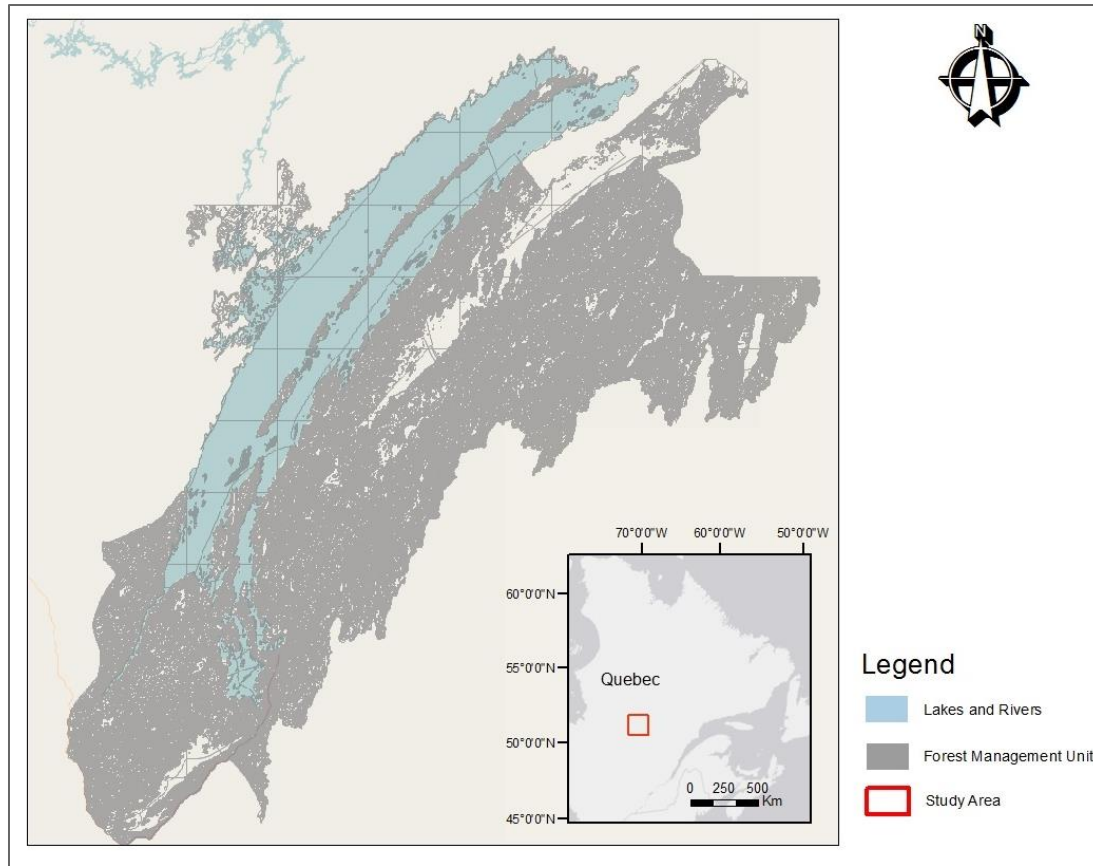 N
70°0'0"W 60°0'0"W 50°0'0"W
60°0'0"N
55°0'0"N
Quebec
50°0'0"N
0 250 500
Km
45°0'0"N
Legend
Lakes and Rivers
Forest Management Unit
Study Area